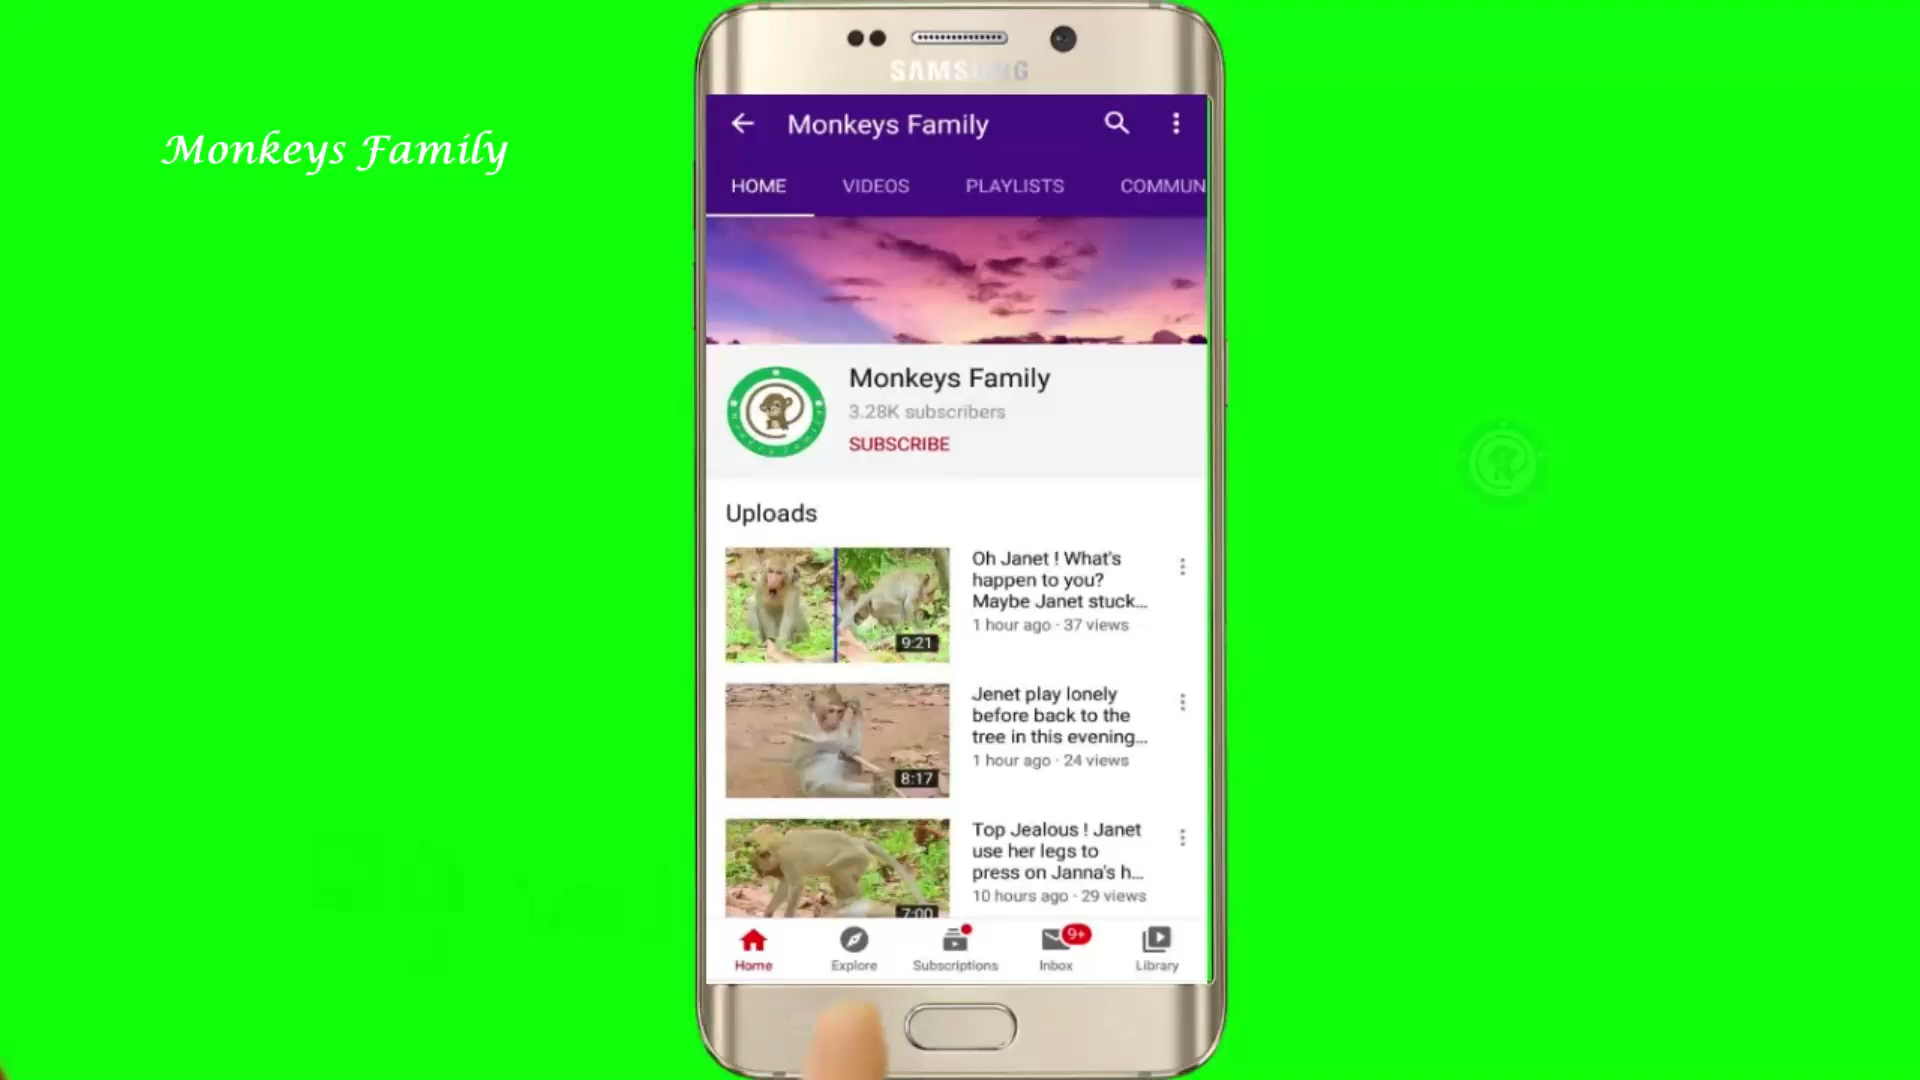 Monkeys Family
SAMSUNG
Monkeys Family
HOME VIDEOS PLAYLISTS COMMUN
Monkeys Family
3.28K subscribers
SUBSCRIBE
Uploads
Oh Janet ! What's
happen to you?
Maybe Janet stuck...
1 hour ago · 37 views
9:21
Jenet play lonely
before back to the
tree in this evening...
1 hour ago · 24 views
8:17
Top Jealous ! Janet
use her legs to
press on Janna's h...
10 hours ago · 29 views
7:00
Home Explore Subscriptions Inbox Library
9+